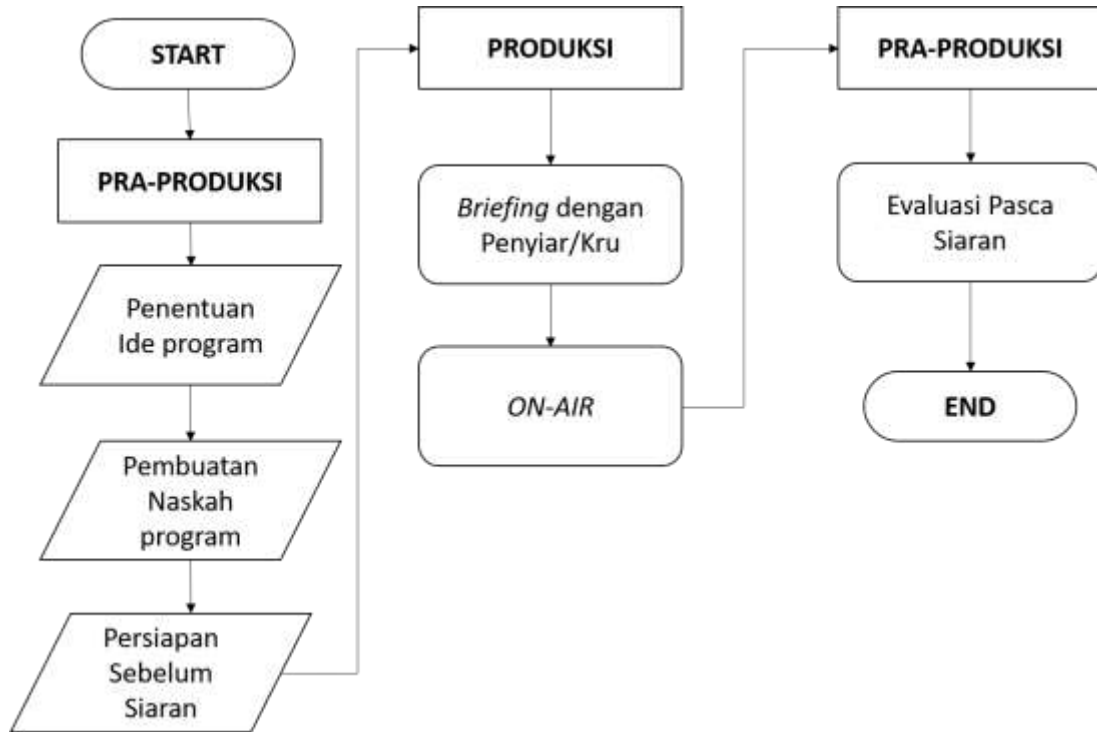 START
PRA-PRODUKSI
Penentuan
Ide program
Pembuatan
Naskah
program
Persiapan
Sebelum
Siaran
PRODUKSI
Briefing dengan
Penyiar/Kru
ON-AIR
PRA-PRODUKSI
Evaluasi Pasca
Siaran
END